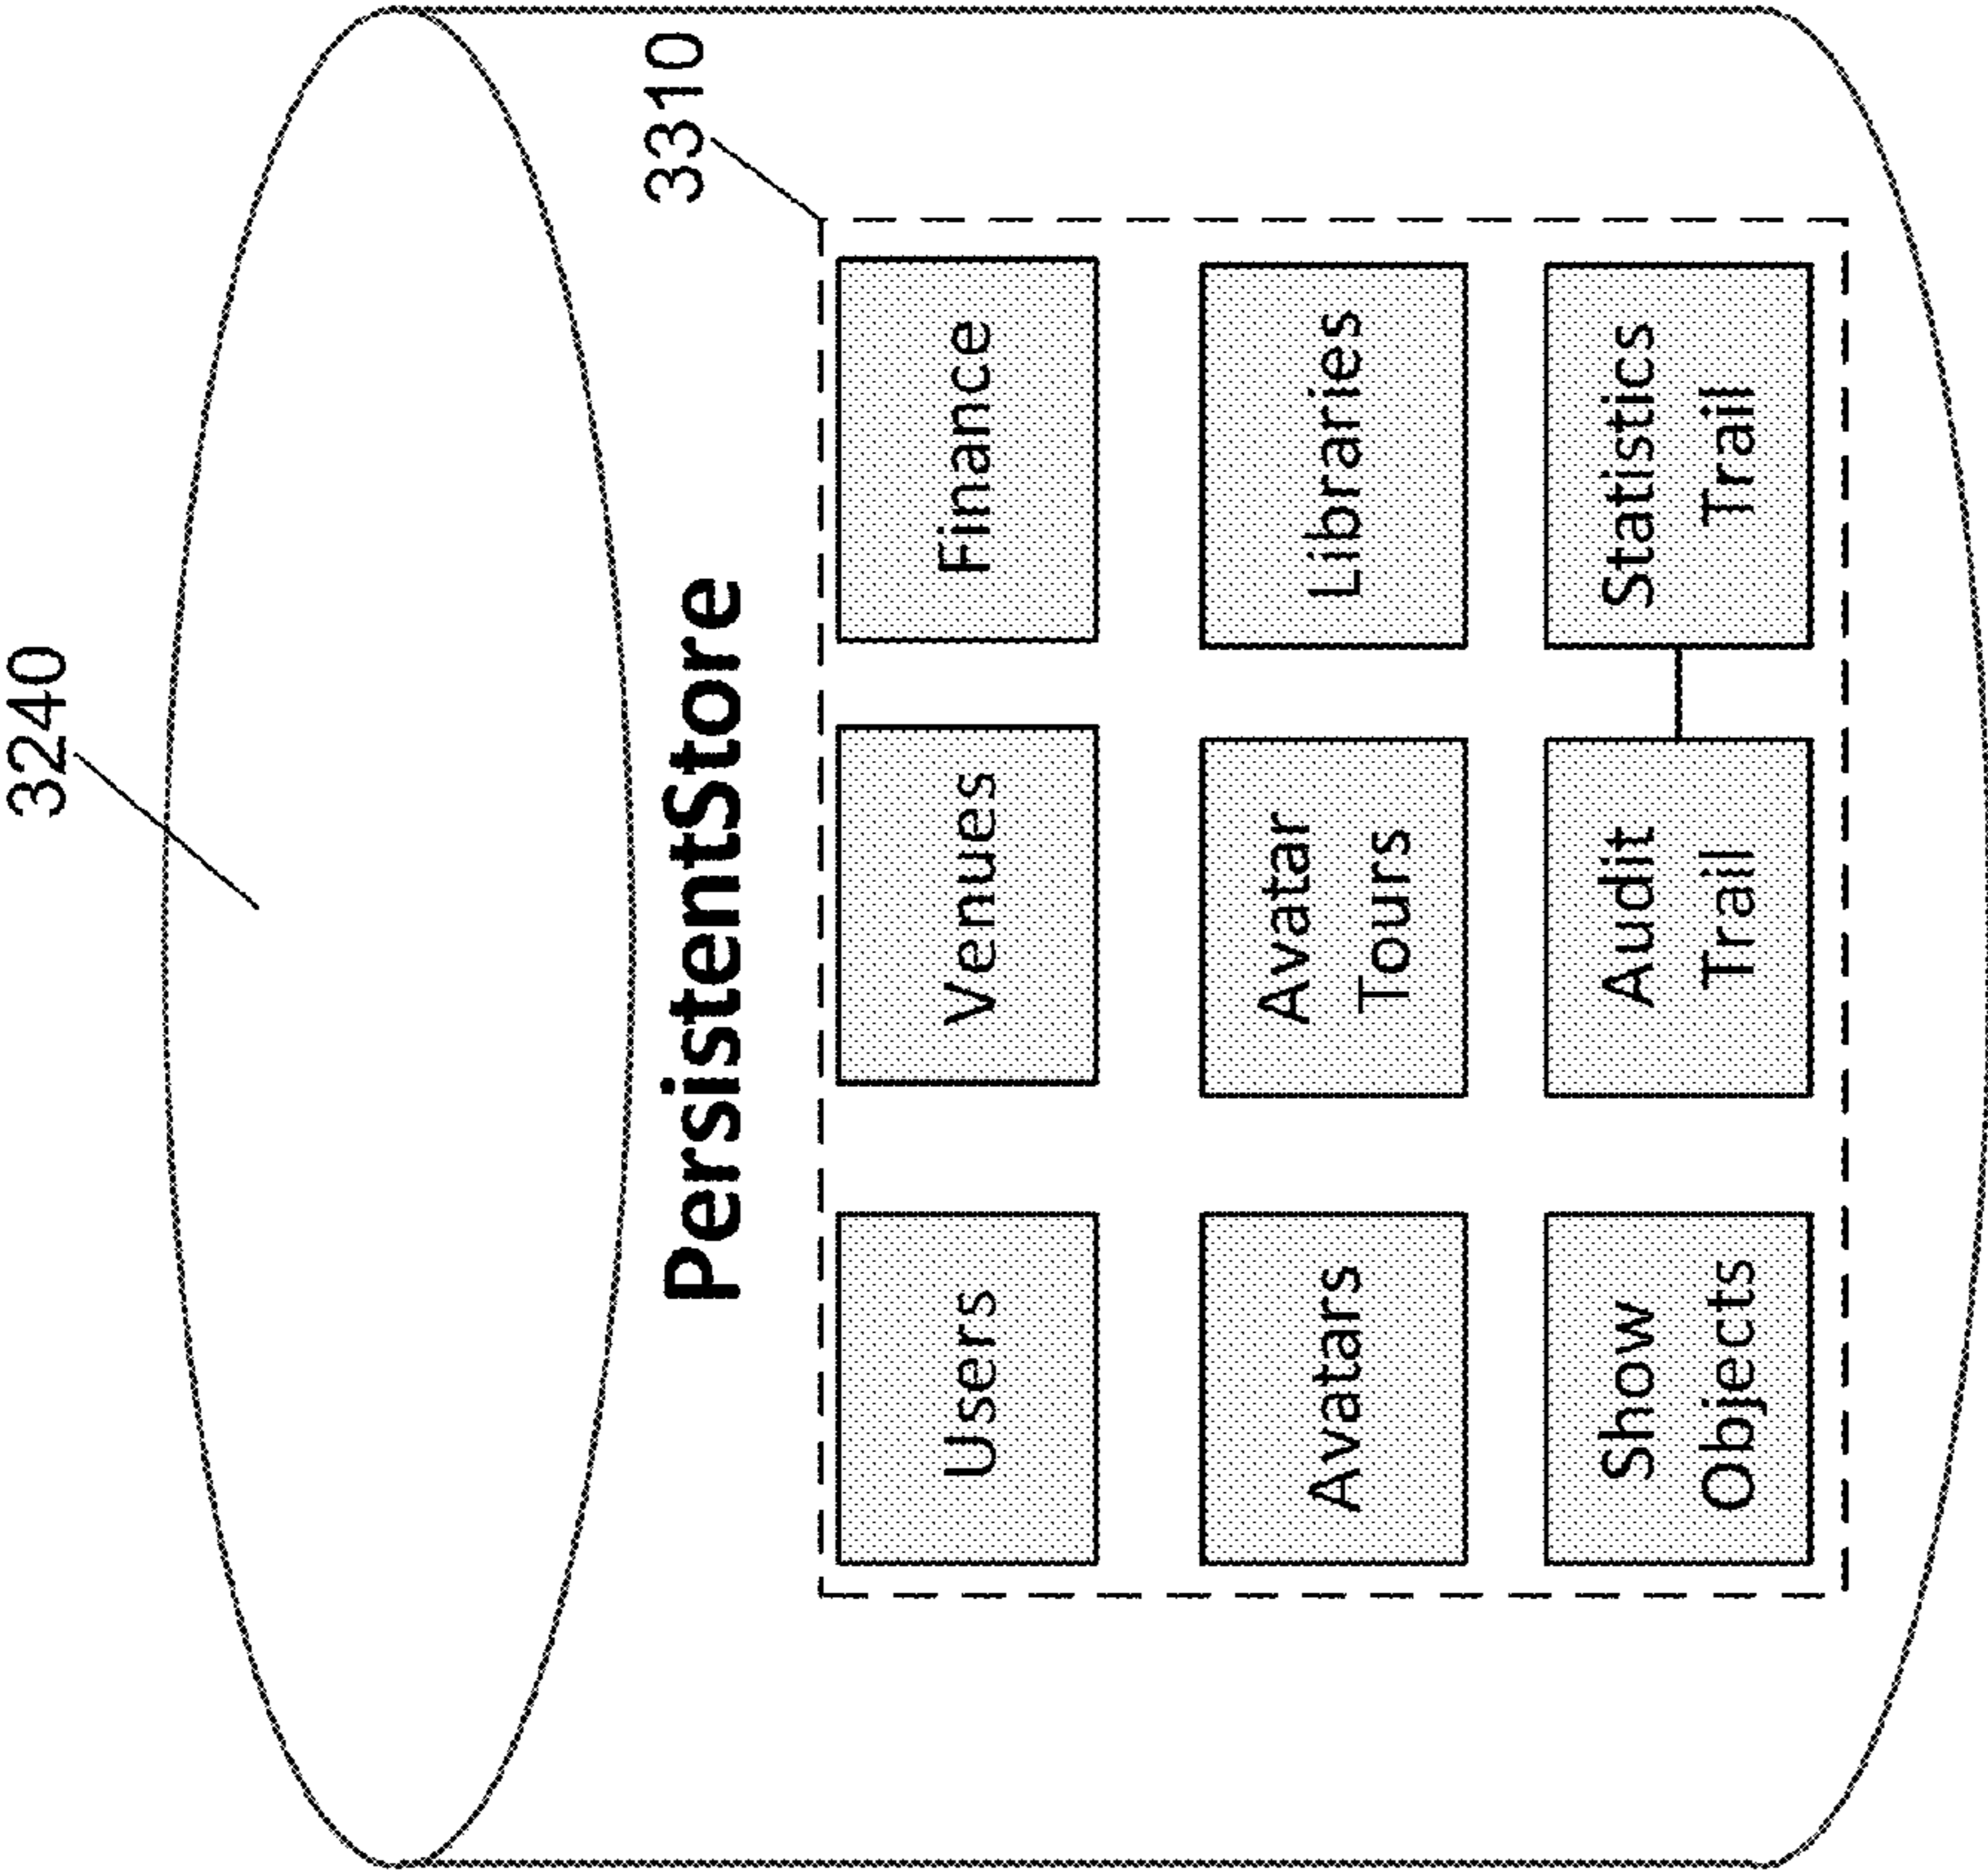 3240
3310
PersistentStore
Users
Venues
Finance
Avatars
Avatar
Tours
Libraries
Show
Objects
Audit
Trail
Statistics
Trail